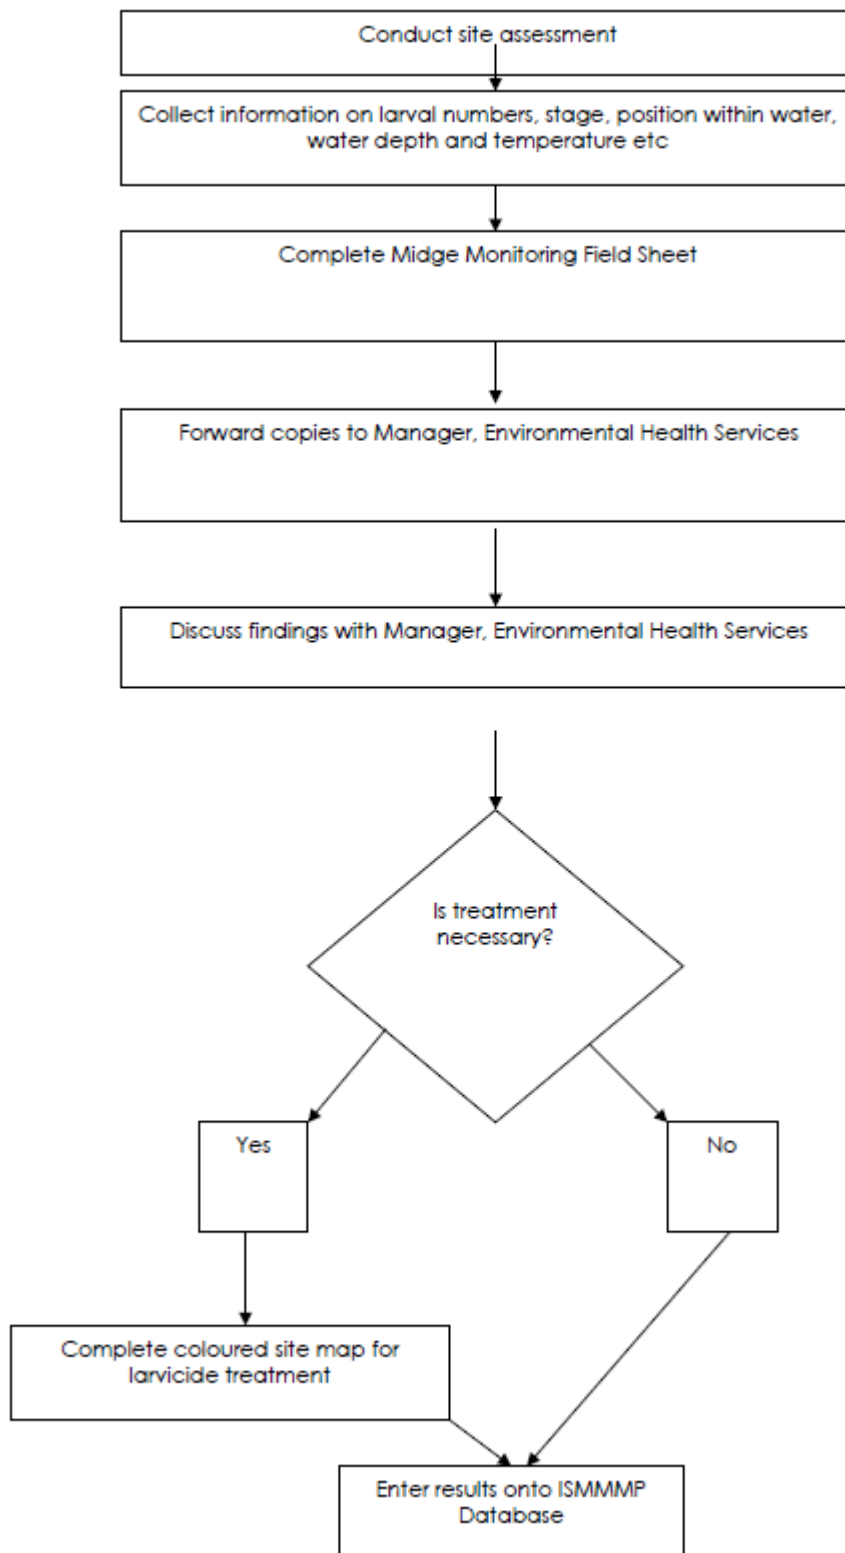 Conduct site assessment
Collect information on larval numbers, stage, position within water,
water depth and temperature etc
Complete Midge Monitoring Field Sheet
Forward copies to Manager, Environmental Health Services
Discuss findings with Manager, Environmental Health Services
Is treatment
necessary?
Yes
No
Complete coloured site map for
larvicide treatment
Enter results onto ISMMMP
Database